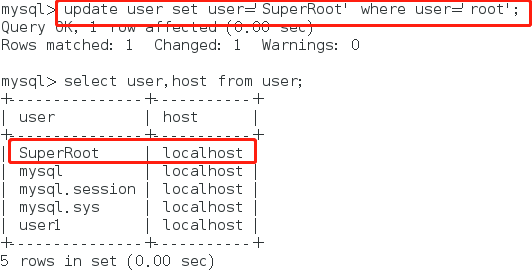 mysql> update user set user='SuperRoot' where user='root';
Query OK, 1 row affected (0.00 sec)
Rows matched: 1  Changed: 1  Warnings: 0
mysql> select user,host from user;
+---------------+-----------+
| user          | host      |
+---------------+-----------+
| SuperRoot     | localhost |
| mysql         | localhost |
| mysql.session | localhost |
| mysql.sys     | localhost |
| user1         | localhost |
+---------------+-----------+
5 rows in set (0.00 sec)